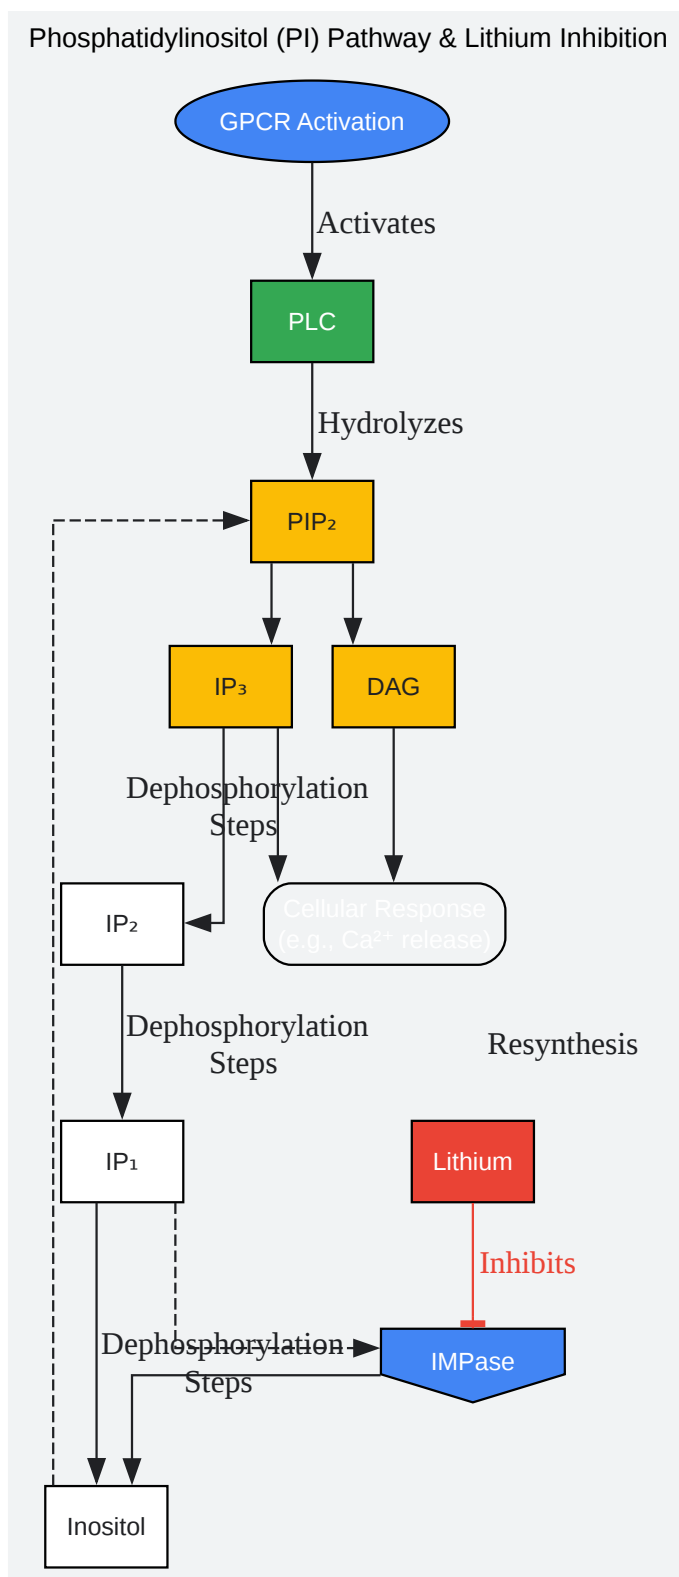 Phosphatidylinositol (PI) Pathway & Lithium Inhibition
GPCR Activation
Activates
PLC
Hydrolyzes
PIP₂
IP₃
DAG
Dephosphorylation
Steps
IP₂
Cellular Response
(e.g., Ca²⁺ release)
Dephosphorylation
Steps
Resynthesis
IP₁
Lithium
Inhibits
Dephosphorylation
Steps
IMPase
Inositol